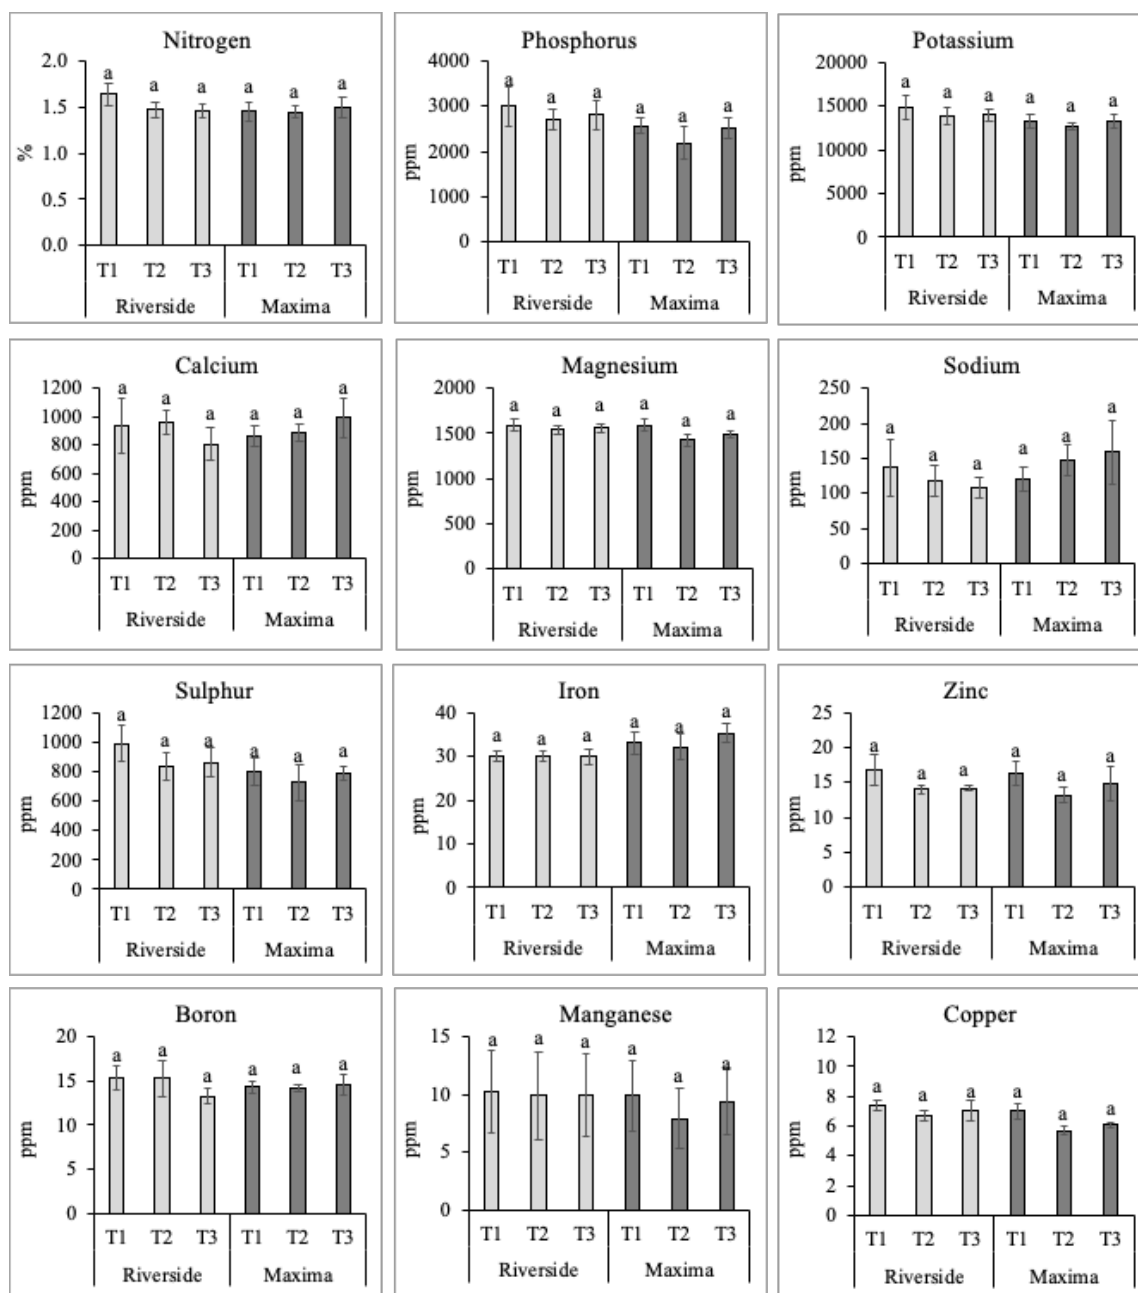 Nitrogen
a a a a a a
2.0
1.5
1.0
0.5
0.0
%
T1 T2 T3 T1 T2 T3
Riverside Maxima
Phosphorus
a a a a a a
4000
3000
2000
1000
0
ppm
T1 T2 T3 T1 T2 T3
Riverside Maxima
Potassium
a a a a a a
20000
15000
10000
5000
0
ppm
T1 T2 T3 T1 T2 T3
Riverside Maxima
Calcium
a a a a a a
1200
1000
800
600
400
200
0
ppm
T1 T2 T3 T1 T2 T3
Riverside Maxima
Magnesium
a a a a a a
2000
1500
1000
500
0
ppm
T1 T2 T3 T1 T2 T3
Riverside Maxima
Sodium
a a a a a a
250
200
150
100
50
0
ppm
T1 T2 T3 T1 T2 T3
Riverside Maxima
Sulphur
a a a a a a
1200
1000
800
600
400
200
0
ppm
T1 T2 T3 T1 T2 T3
Riverside Maxima
Iron
a a a a a a
40
30
20
10
0
ppm
T1 T2 T3 T1 T2 T3
Riverside Maxima
Zinc
a a a a a a
25
20
15
10
5
0
ppm
T1 T2 T3 T1 T2 T3
Riverside Maxima
Boron
a a a a a a
20
15
10
5
0
ppm
T1 T2 T3 T1 T2 T3
Riverside Maxima
Manganese
a a a a a a
15
10
5
0
ppm
T1 T2 T3 T1 T2 T3
Riverside Maxima
Copper
a a a a a a
12
10
8
6
4
2
0
ppm
T1 T2 T3 T1 T2 T3
Riverside Maxima